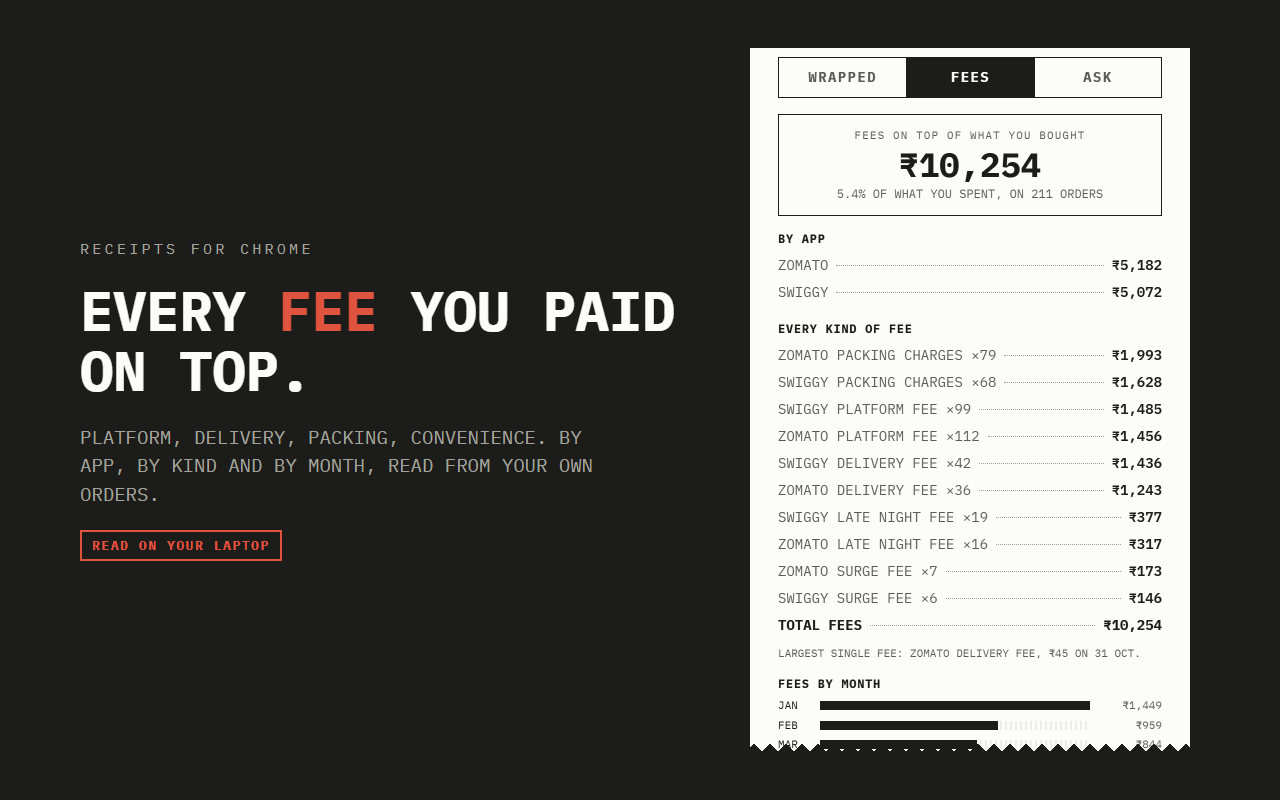 RECEIPTS FOR CHROME
EVERY FEE YOU PAID
ON TOP.
PLATFORM, DELIVERY, PACKING, CONVENIENCE. BY
APP, BY KIND AND BY MONTH, READ FROM YOUR OWN
ORDERS.
READ ON YOUR LAPTOP
WRAPPED FEES ASK
FEES ON TOP OF WHAT YOU BOUGHT
₹10,254
5.4% OF WHAT YOU SPENT, ON 211 ORDERS
BY APP
ZOMATO ₹5,182
SWIGGY ₹5,072
EVERY KIND OF FEE
ZOMATO PACKING CHARGES ×79 ₹1,993
SWIGGY PACKING CHARGES ×68 ₹1,628
SWIGGY PLATFORM FEE ×99 ₹1,485
ZOMATO PLATFORM FEE ×112 ₹1,456
SWIGGY DELIVERY FEE ×42 ₹1,436
ZOMATO DELIVERY FEE ×36 ₹1,243
SWIGGY LATE NIGHT FEE ×19 ₹377
ZOMATO LATE NIGHT FEE ×16 ₹317
ZOMATO SURGE FEE ×7 ₹173
SWIGGY SURGE FEE ×6 ₹146
TOTAL FEES ₹10,254
LARGEST SINGLE FEE: ZOMATO DELIVERY FEE, ₹45 ON 31 OCT.
FEES BY MONTH
JAN ₹1,449
FEB ₹959
MAR ₹844